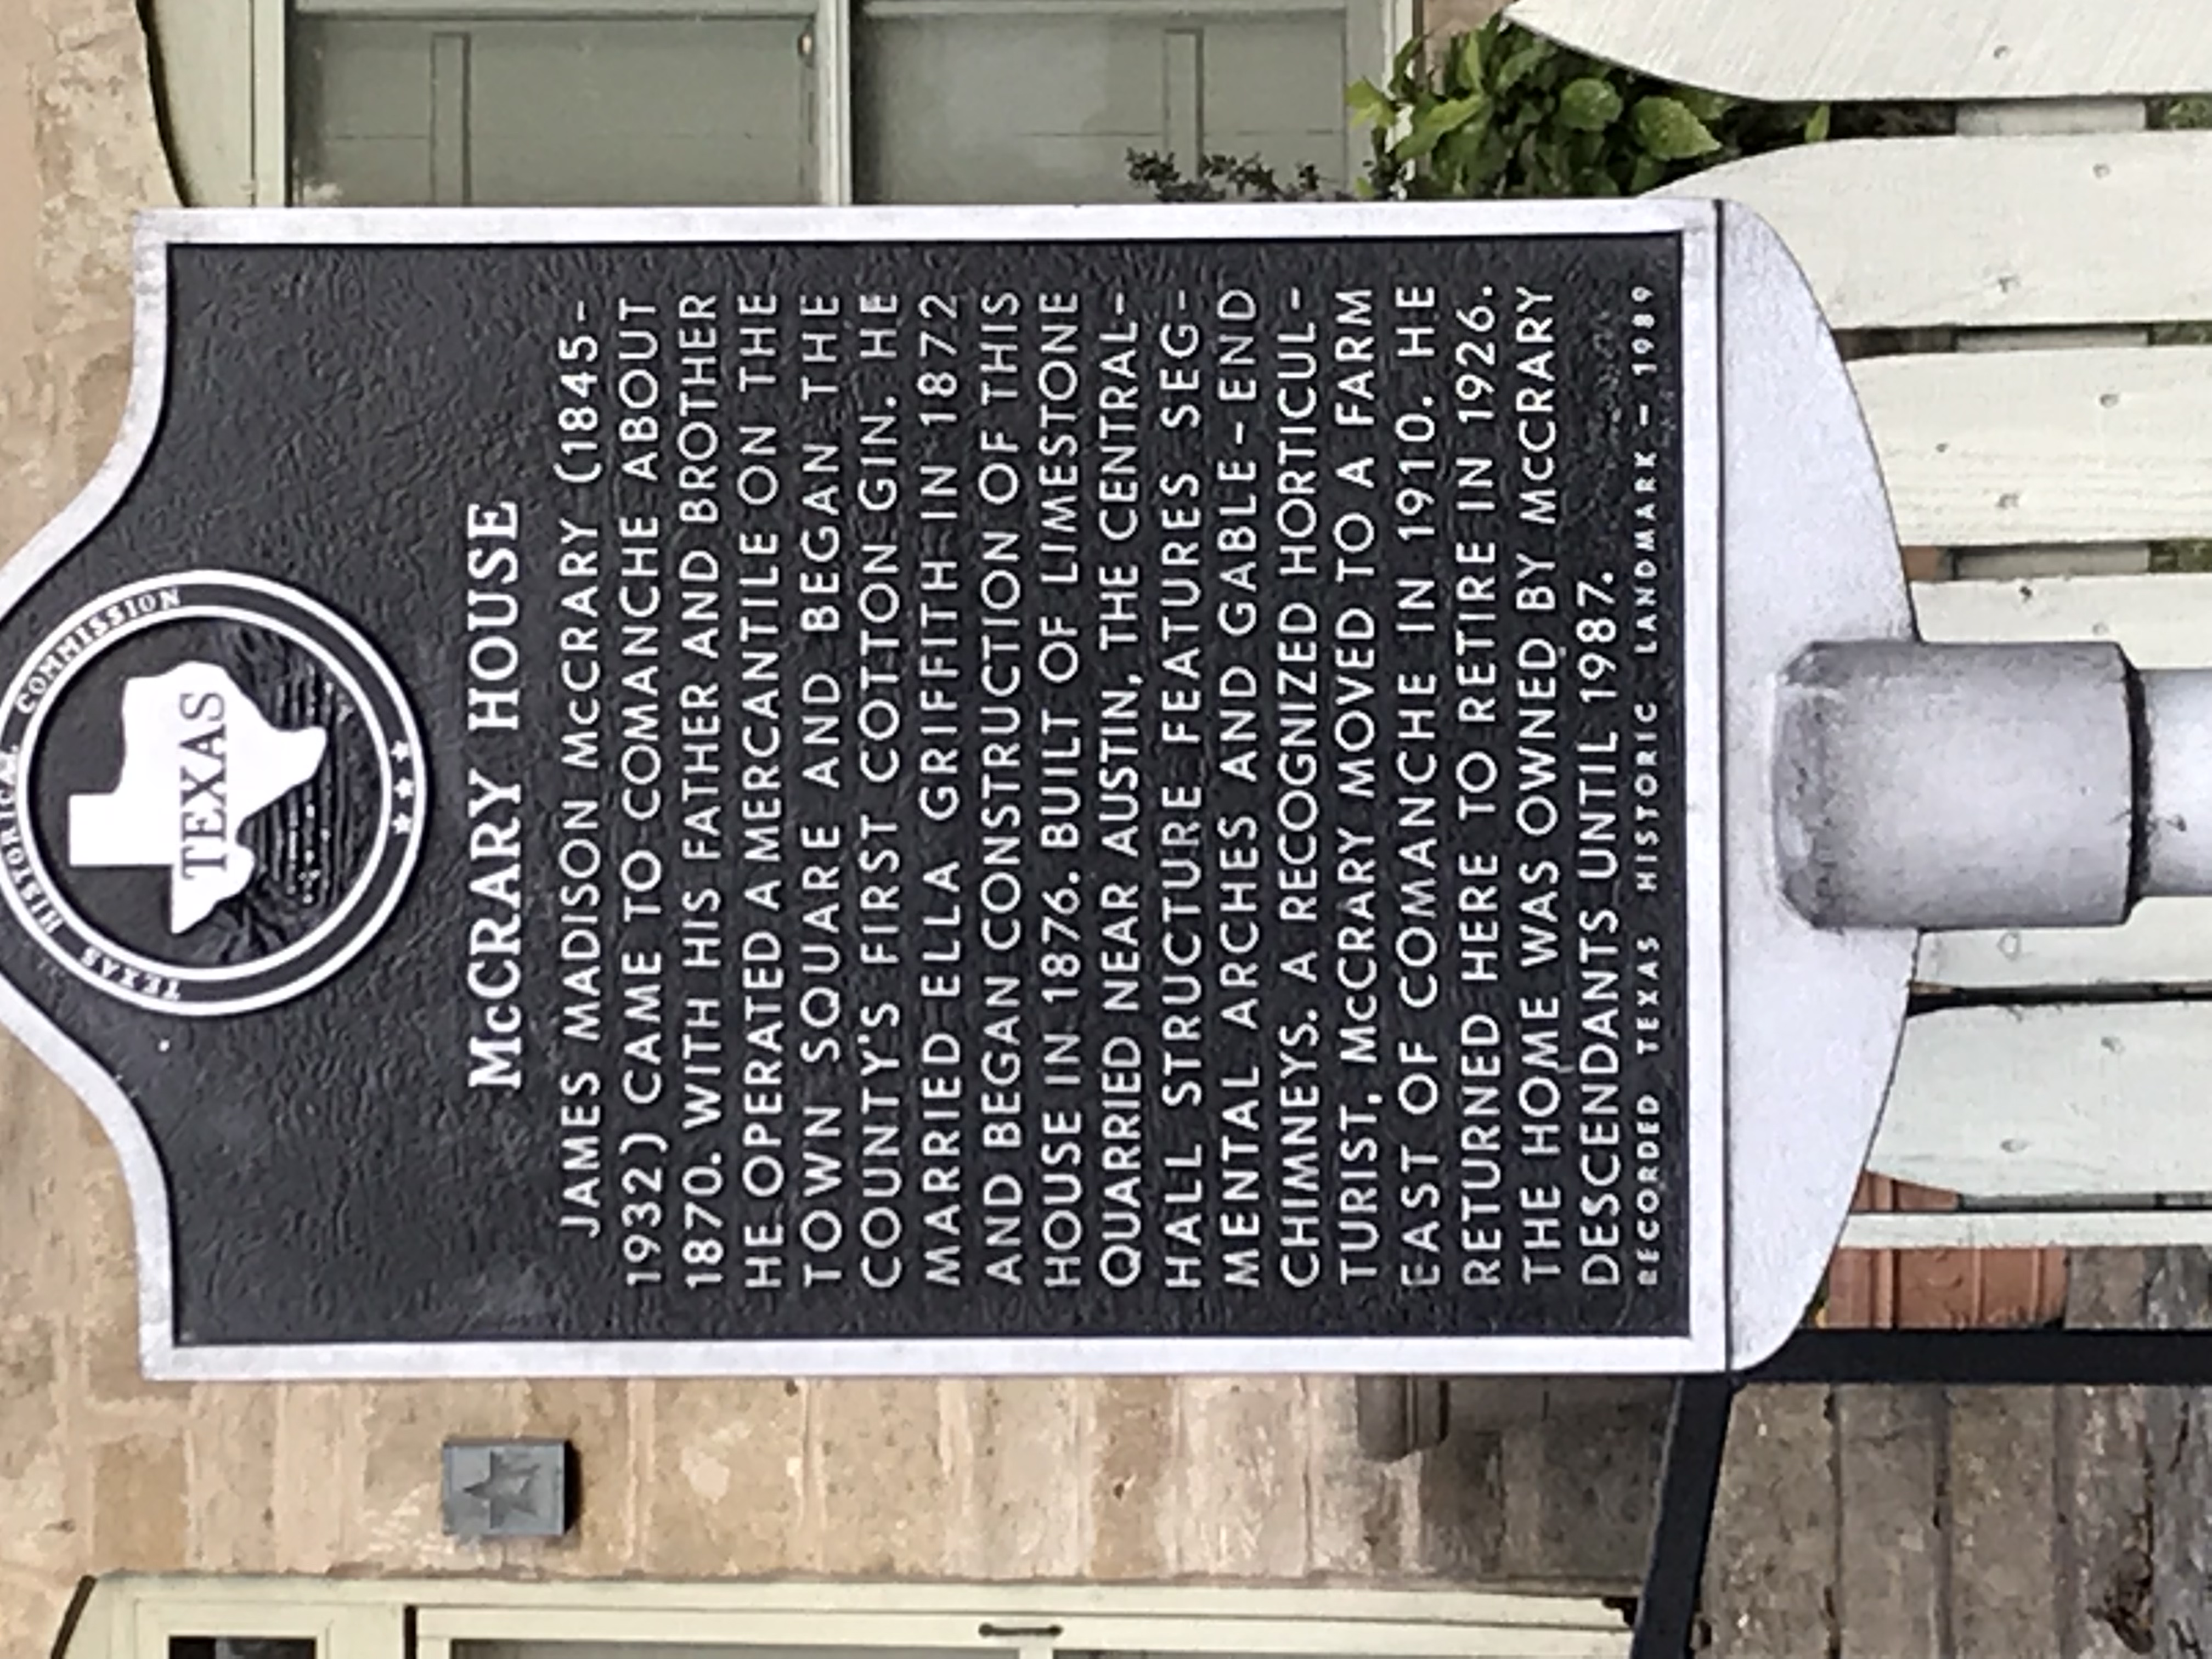 TEXAS HISTORICAL COMMISSION
TEXAS
McCRARY HOUSE
JAMES MADISON McCRARY (1845-
1932) CAME TO COMANCHE ABOUT
1870. WITH HIS FATHER AND BROTHER
HE OPERATED A MERCANTILE ON THE
TOWN SQUARE AND BEGAN THE
COUNTY'S FIRST COTTON GIN. HE
MARRIED ELLA GRIFFITH IN 1872
AND BEGAN CONSTRUCTION OF THIS
HOUSE IN 1876. BUILT OF LIMESTONE
QUARRIED NEAR AUSTIN, THE CENTRAL-
HALL STRUCTURE FEATURES SEG-
MENTAL ARCHES AND GABLE-END
CHIMNEYS. A RECOGNIZED HORTICUL-
TURIST, McCRARY MOVED TO A FARM
EAST OF COMANCHE IN 1910. HE
RETURNED HERE TO RETIRE IN 1926.
THE HOME WAS OWNED BY McCRARY
DESCENDANTS UNTIL 1987.
RECORDED TEXAS HISTORIC LANDMARK - 1989